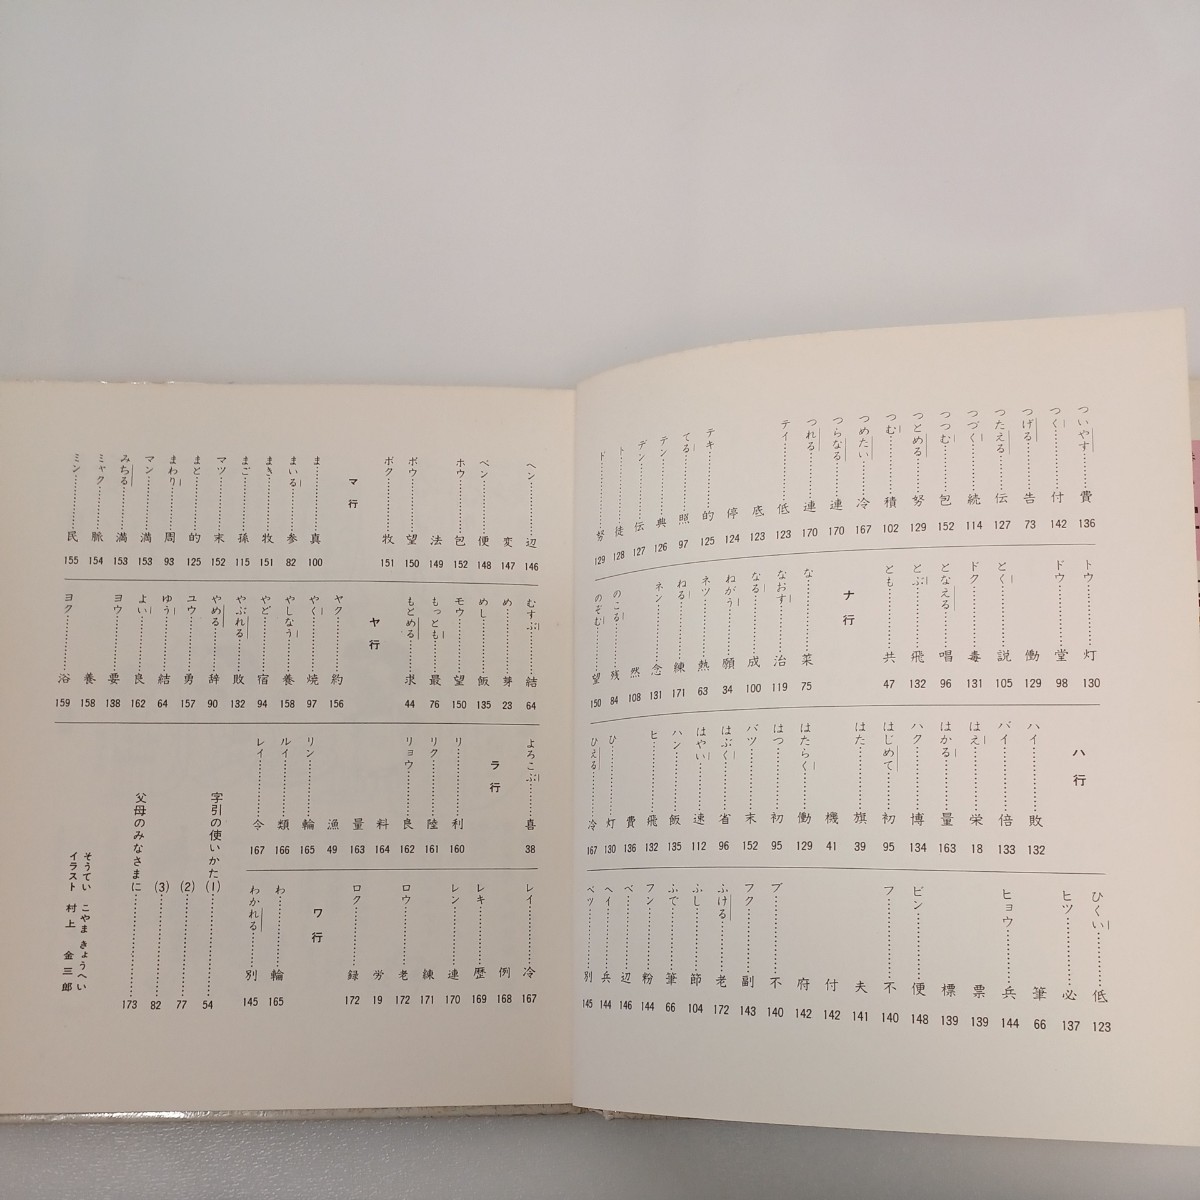 ついやす……費 136
つく……付 142
つげる……告 73
つたえる……伝 127
つづく……続 114
つつむ……包 152
つとめる……努 129
つむ……積 102
つめたい……冷 167
つらなる……連 170
つれる……連 170
テイ……低 123
底 123
停 124
テキ……的 125
てる……照 97
テン……典 126
デン……伝 127
ト……徒 128
ド……努 129
トウ……灯 130
ドウ……堂 98
働 129
とく……説 105
ドク……毒 131
となえる……唱 96
とぶ……飛 132
とも……共 47
ナ行
な……菜 75
なおす……治 119
なる……成 100
ねがう……願 34
ネツ……熱 63
ねる……練 171
ネン……念 131
然 108
のこる……残 84
のぞむ……望 150
ハ行
ハイ……敗 132
バイ……倍 133
はえ……栄 18
はかる……量 163
ハク……博 134
はじめて……初 95
はた……旗 39
機 41
はたらく……働 129
はつ……初 95
バツ……末 152
はぶく……省 96
はやい……速 112
ハン……飯 135
ヒ……飛 132
費 136
ひ……灯 130
ひえる……冷 167
ひくい……低 123
ヒツ……必 137
筆 66
ヒョウ……兵 144
票 139
標 139
ビン……便 148
フ……不 140
夫 141
付 142
府 142
ブ……不 140
フク……副 143
ふける……老 172
ふし……節 104
ふで……筆 66
フン……粉 144
べ……辺 146
ヘイ……兵 144
ベツ……別 145
ヘン……辺 146
変 147
ベン……便 148
ホウ……包 152
法 149
ボウ……望 150
ボク……牧 151
マ行
ま……真 100
まいる……参 82
まき……牧 151
まご……孫 115
マツ……末 152
まと……的 125
まわり……周 93
マン……満 153
みちる……満 153
ミャク……脈 154
ミン……民 155
むすぶ……結 64
め……芽 23
めし……飯 135
モウ……望 150
もっとも……最 76
もとめる……求 44
ヤ行
ヤク……約 156
やく……焼 97
やしなう……養 158
やど……宿 94
やぶれる……敗 132
やめる……辞 90
ユウ……勇 157
ゆう……結 64
よい……良 162
ヨウ……要 138
養 158
ヨク……浴 159
よろこぶ……喜 38
ラ行
リ……利 160
リク……陸 161
リョウ……良 162
料 164
量 163
漁 49
リン……輪 165
ルイ……類 166
レイ……令 167
レイ……冷 167
例 168
レキ……歴 169
レン……連 170
練 171
ロウ……老 172
労 19
ロク……録 172
ワ行
わ……輪 165
わかれる……別 145
字引の使いかた(1)……54
(2)……77
(3)……82
父母のみなさまに……173
そうてい こやま きょうへい
イラスト 村上 金三郎